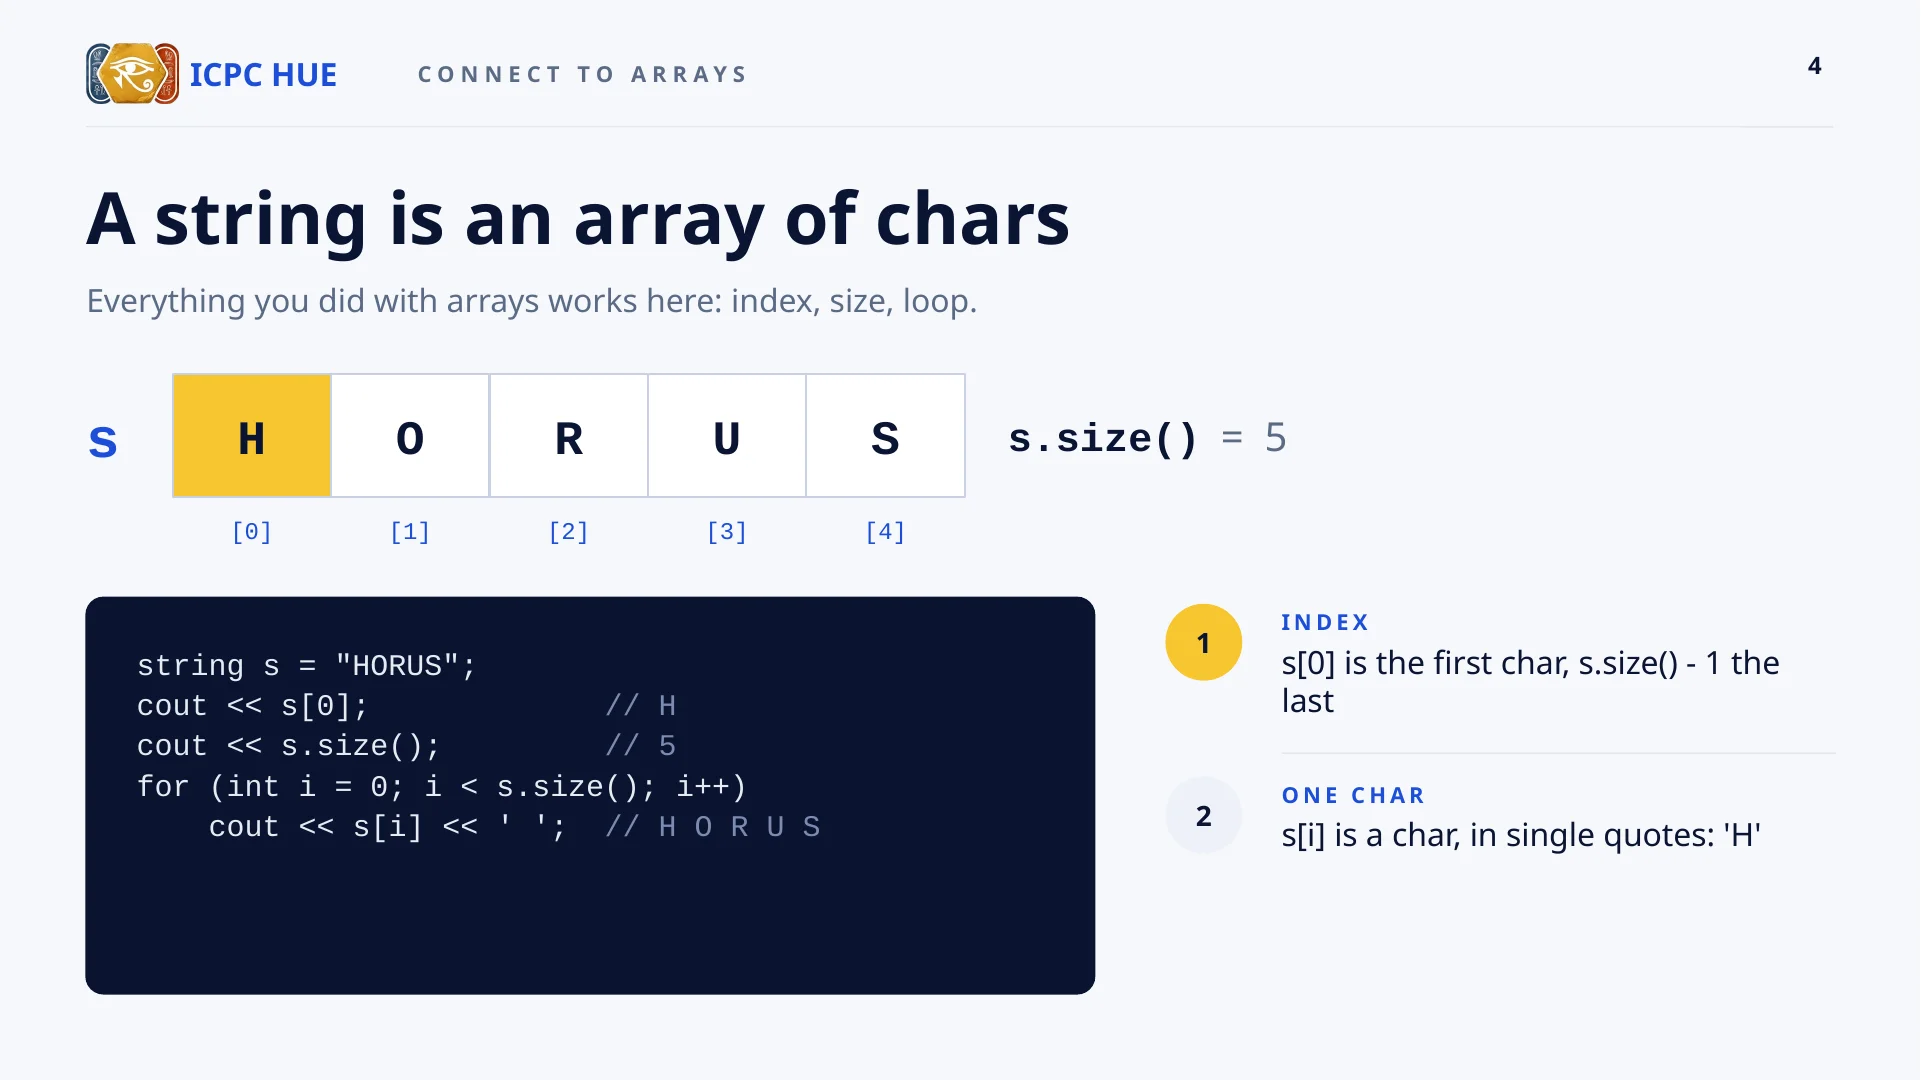 ICPC HUE
CONNECT TO ARRAYS
4
A string is an array of chars
Everything you did with arrays works here: index, size, loop.
s H O R U S s.size() = 5
[0] [1] [2] [3] [4]
string s = "HORUS";
cout << s[0];             // H
cout << s.size();         // 5
for (int i = 0; i < s.size(); i++)
    cout << s[i] << ' ';  // H O R U S
1
INDEX
s[0] is the first char, s.size() - 1 the
last
2
ONE CHAR
s[i] is a char, in single quotes: 'H'